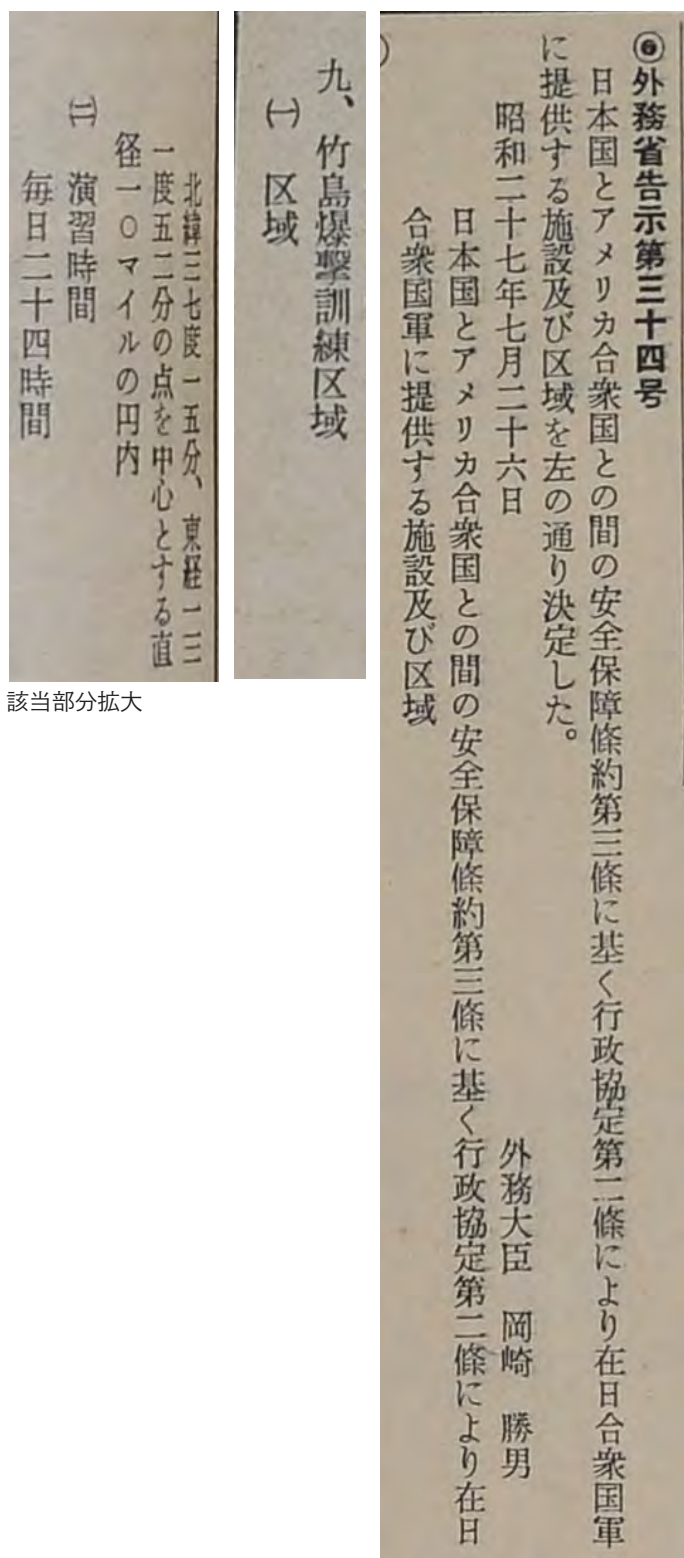 ◉外務省告示第三十四号
日本国とアメリカ合衆国との間の安全保障條約第三條に基く行政協定第二條により在日合衆国軍
に提供する施設及び区域を左の通り決定した。
昭和二十七年七月二十六日
外務大臣 岡崎 勝男
日本国とアメリカ合衆国との間の安全保障條約第三條に基く行政協定第二條により在日
合衆国軍に提供する施設及び区域
九、竹島爆撃訓練区域
㈠ 区域
北緯三七度一五分、東経一三
一度五二分の点を中心とする直
径一〇マイルの円内
㈡ 演習時間
毎日二十四時間
該当部分拡大